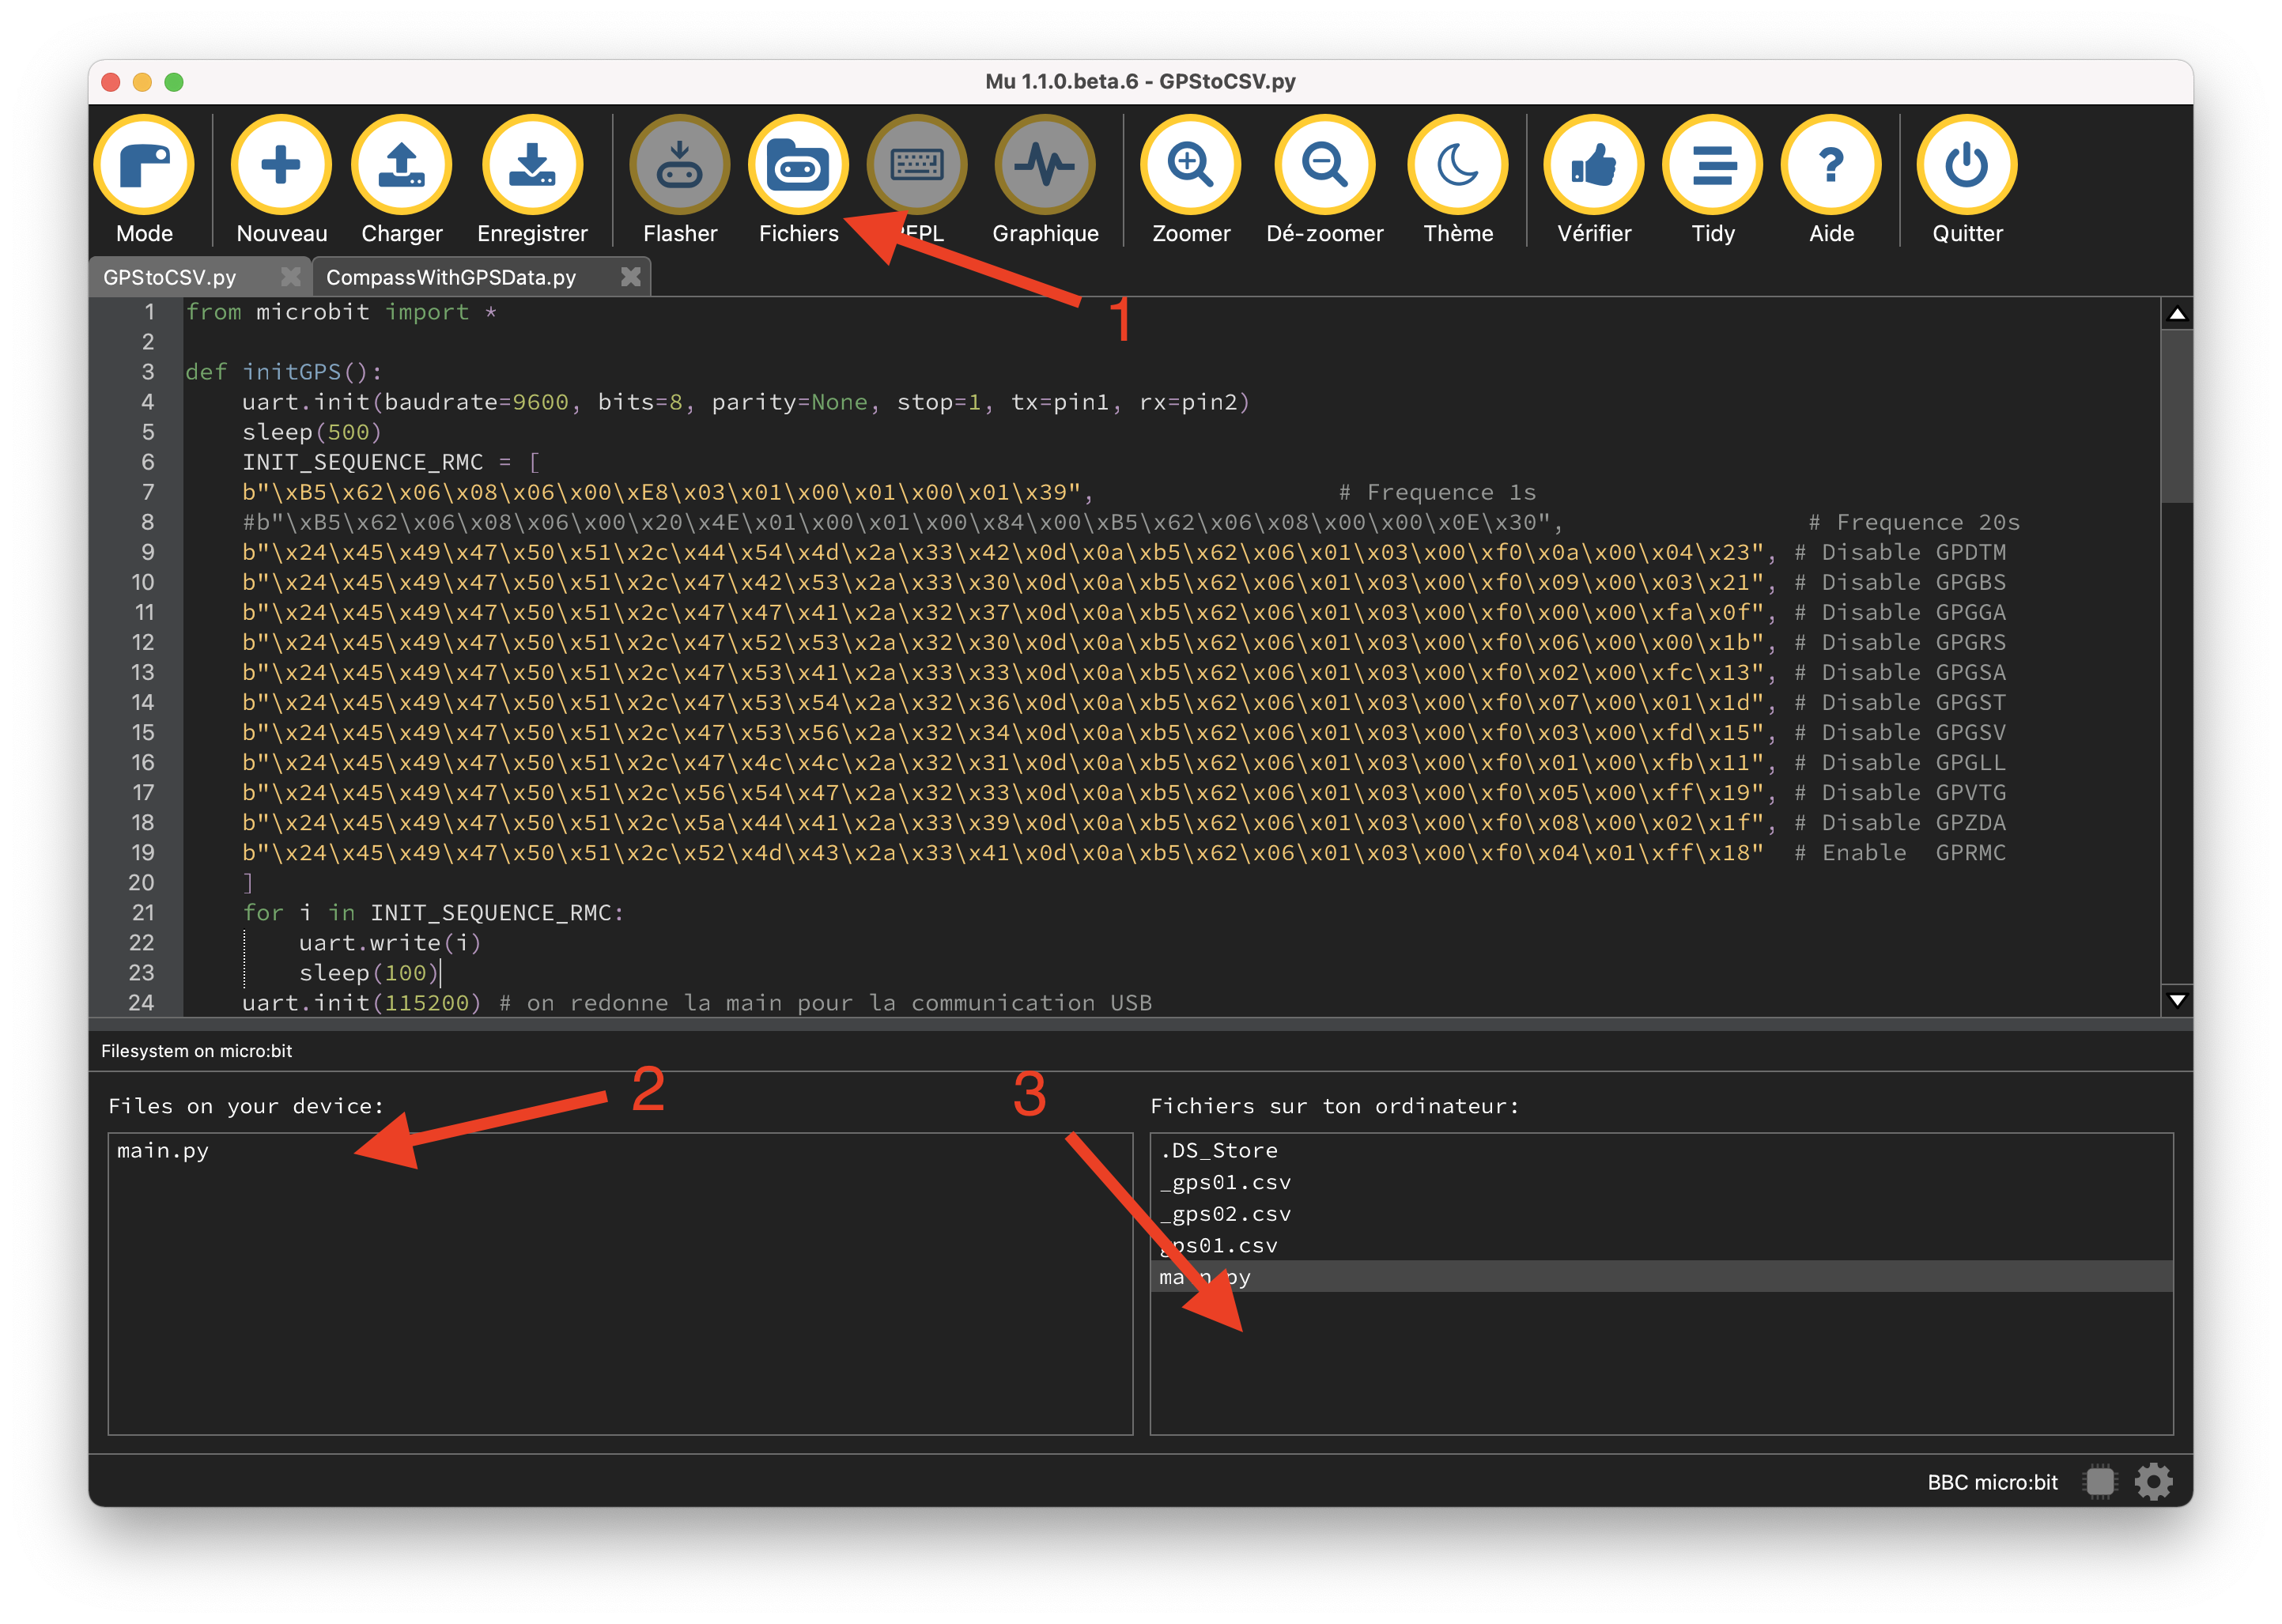 Mu 1.1.0.beta.6 - GPStoCSV.py
Mode Nouveau Charger Enregistrer Flasher Fichiers REPL Graphique Zoomer Dé-zoomer Thème Vérifier Tidy Aide Quitter
GPStoCSV.py CompassWithGPSData.py
1
1 from microbit import *
2
3 def initGPS():
4 uart.init(baudrate=9600, bits=8, parity=None, stop=1, tx=pin1, rx=pin2)
5 sleep(500)
6 INIT_SEQUENCE_RMC = [
7 b"\xB5\x62\x06\x08\x06\x00\xE8\x03\x01\x00\x01\x00\x01\x39", # Frequence 1s
8 #b"\xB5\x62\x06\x08\x06\x00\x20\x4E\x01\x00\x01\x00\x84\x00\xB5\x62\x06\x08\x00\x00\x0E\x30", # Frequence 20s
9 b"\x24\x45\x49\x47\x50\x51\x2c\x44\x54\x4d\x2a\x33\x42\x0d\x0a\xb5\x62\x06\x01\x03\x00\xf0\x0a\x00\x04\x23", # Disable GPDTM
10 b"\x24\x45\x49\x47\x50\x51\x2c\x47\x42\x53\x2a\x33\x30\x0d\x0a\xb5\x62\x06\x01\x03\x00\xf0\x09\x00\x03\x21", # Disable GPGBS
11 b"\x24\x45\x49\x47\x50\x51\x2c\x47\x47\x41\x2a\x32\x37\x0d\x0a\xb5\x62\x06\x01\x03\x00\xf0\x00\x00\xfa\x0f", # Disable GPGGA
12 b"\x24\x45\x49\x47\x50\x51\x2c\x47\x52\x53\x2a\x32\x30\x0d\x0a\xb5\x62\x06\x01\x03\x00\xf0\x06\x00\x00\x1b", # Disable GPGRS
13 b"\x24\x45\x49\x47\x50\x51\x2c\x47\x53\x41\x2a\x33\x33\x0d\x0a\xb5\x62\x06\x01\x03\x00\xf0\x02\x00\xfc\x13", # Disable GPGSA
14 b"\x24\x45\x49\x47\x50\x51\x2c\x47\x53\x54\x2a\x32\x36\x0d\x0a\xb5\x62\x06\x01\x03\x00\xf0\x07\x00\x01\x1d", # Disable GPGST
15 b"\x24\x45\x49\x47\x50\x51\x2c\x47\x53\x56\x2a\x32\x34\x0d\x0a\xb5\x62\x06\x01\x03\x00\xf0\x03\x00\xfd\x15", # Disable GPGSV
16 b"\x24\x45\x49\x47\x50\x51\x2c\x47\x4c\x4c\x2a\x32\x31\x0d\x0a\xb5\x62\x06\x01\x03\x00\xf0\x01\x00\xfb\x11", # Disable GPGLL
17 b"\x24\x45\x49\x47\x50\x51\x2c\x56\x54\x47\x2a\x32\x33\x0d\x0a\xb5\x62\x06\x01\x03\x00\xf0\x05\x00\xff\x19", # Disable GPVTG
18 b"\x24\x45\x49\x47\x50\x51\x2c\x5a\x44\x41\x2a\x33\x39\x0d\x0a\xb5\x62\x06\x01\x03\x00\xf0\x08\x00\x02\x1f", # Disable GPZDA
19 b"\x24\x45\x49\x47\x50\x51\x2c\x52\x4d\x43\x2a\x33\x41\x0d\x0a\xb5\x62\x06\x01\x03\x00\xf0\x04\x01\xff\x18" # Enable GPRMC
20 ]
21 for i in INIT_SEQUENCE_RMC:
22 uart.write(i)
23 sleep(100)
24 uart.init(115200) # on redonne la main pour la communication USB
Filesystem on micro:bit
2
3
Files on your device:
main.py
Fichiers sur ton ordinateur:
.DS_Store
_gps01.csv
_gps02.csv
gps01.csv
main.py
BBC micro:bit